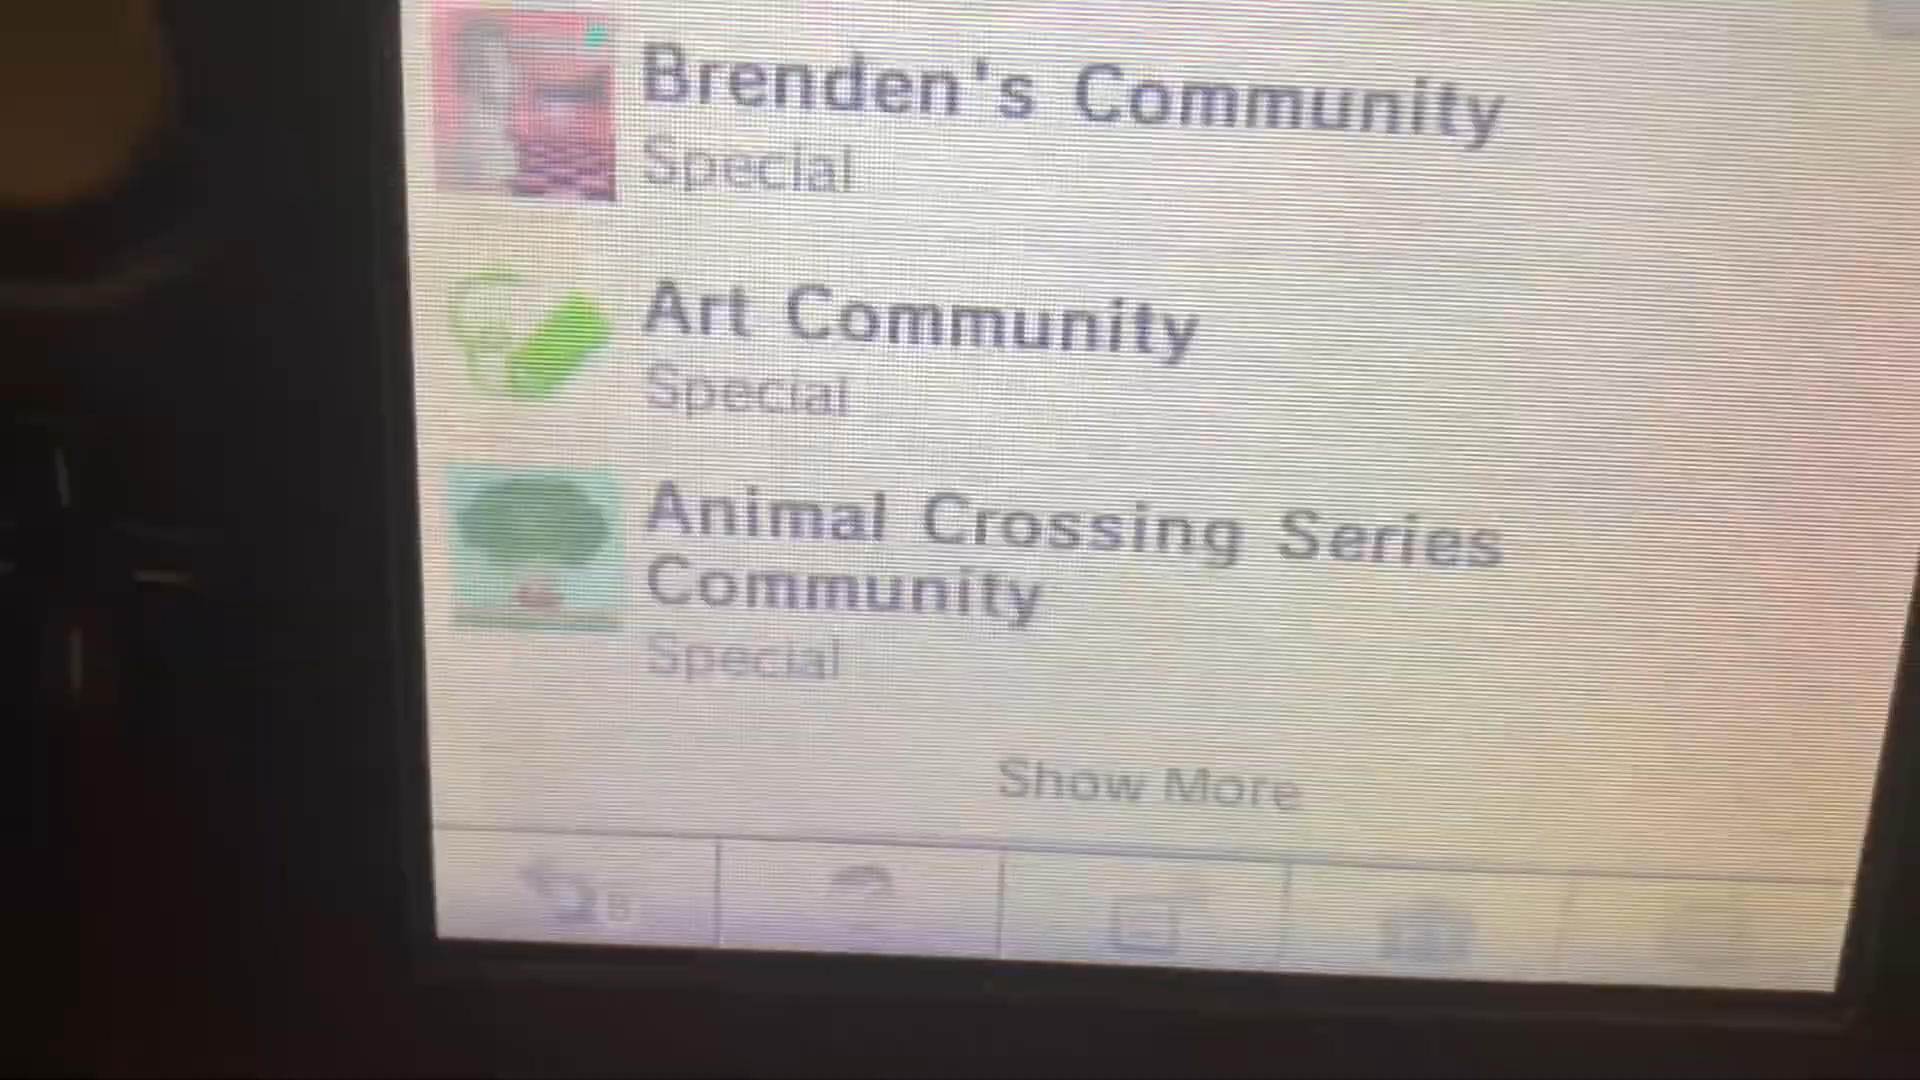 Brenden's Community
Special
Art Community
Special
Animal Crossing Series
Community
Special
Show More
B